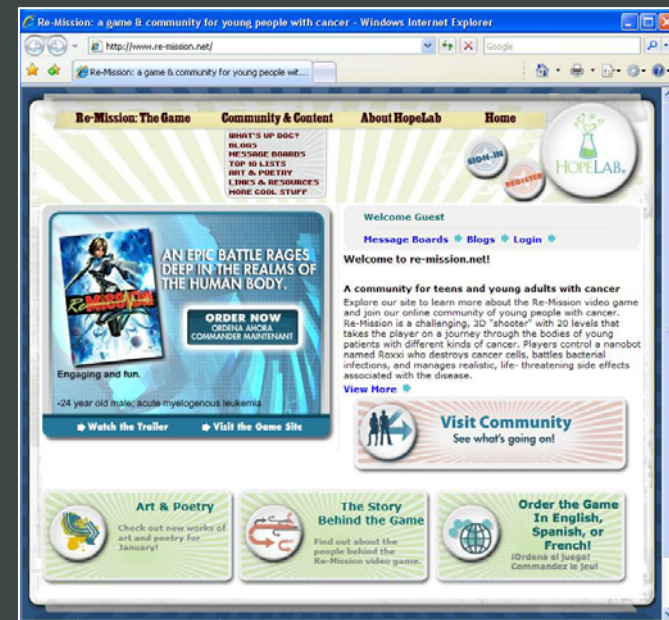 Re-Mission: a game & community for young people with cancer - Windows Internet Explorer
http://www.re-mission.net/
Google
Re-Mission: a game & community for young people wit...
Re-Mission: The Game
Community & Content
About HopeLab
Home
WHAT'S UP DOC?
BLOGS
MESSAGE BOARDS
TOP 10 LISTS
ART & POETRY
LINKS & RESOURCES
MORE COOL STUFF
SIGN-IN
REGISTER
HOPELAB®
RE-MISSION
AN EPIC BATTLE RAGES
DEEP IN THE REALMS OF
THE HUMAN BODY.
ORDER NOW
ORDENA AHORA
COMMANDER MAINTENANT
Engaging and fun.
-24 year old male; acute myelogenous leukemia
Watch the Trailer
Visit the Game Site
Welcome Guest
Message Boards
Blogs
Login
Welcome to re-mission.net!
A community for teens and young adults with cancer
Explore our site to learn more about the Re-Mission video game
and join our online community of young people with cancer.
Re-Mission is a challenging, 3D "shooter" with 20 levels that
takes the player on a journey through the bodies of young
patients with different kinds of cancer. Players control a nanobot
named Roxxi who destroys cancer cells, battles bacterial
infections, and manages realistic, life- threatening side effects
associated with the disease.
View More
Visit Community
See what's going on!
Art & Poetry
Check out new works of
art and poetry for
January!
The Story
Behind the Game
Find out about the
people behind the
Re-Mission video game.
Order the Game
In English,
Spanish, or
French!
¡Ordena el juego!
Commandez le jeu!